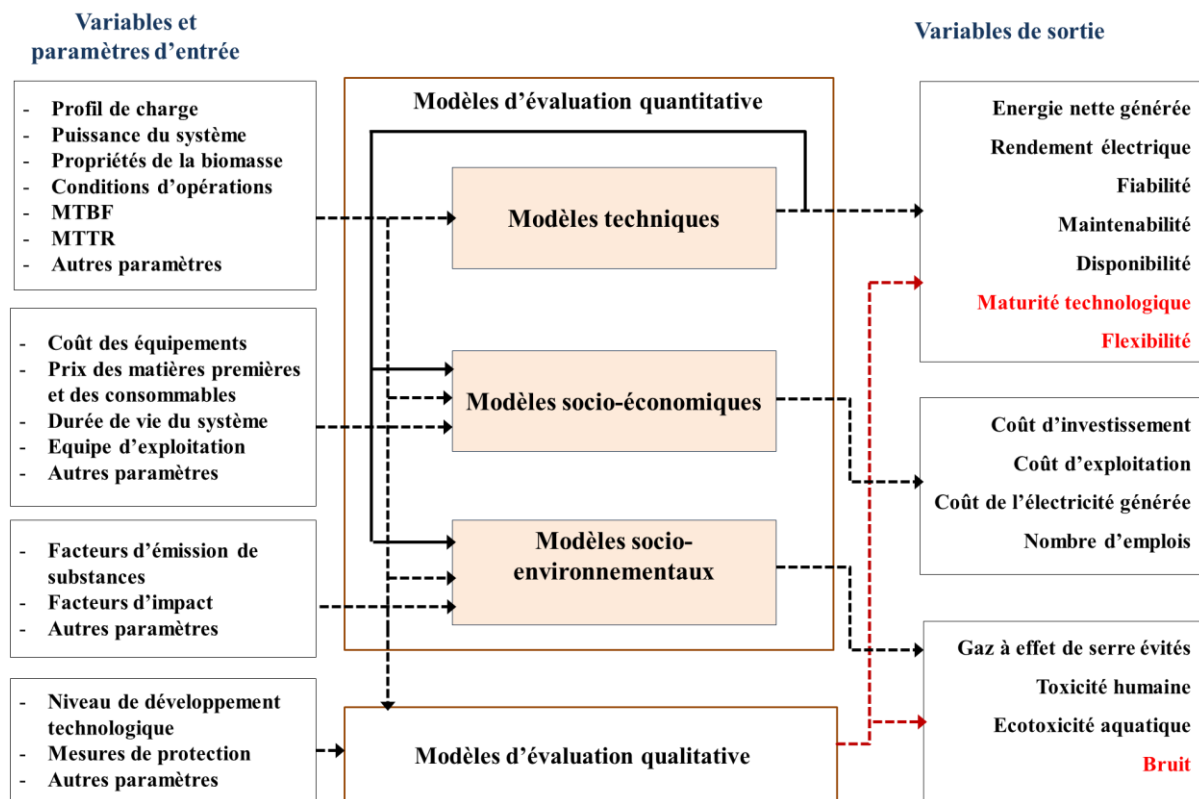 Variables et
paramètres d’entrée
- Profil de charge
- Puissance du système
- Propriétés de la biomasse
- Conditions d’opérations
- MTBF
- MTTR
- Autres paramètres
- Coût des équipements
- Prix des matières premières
et des consommables
- Durée de vie du système
- Equipe d’exploitation
- Autres paramètres
- Facteurs d’émission de
substances
- Facteurs d’impact
- Autres paramètres
- Niveau de développement
technologique
- Mesures de protection
- Autres paramètres
Modèles d’évaluation quantitative
Modèles techniques
Modèles socio-économiques
Modèles socio-
environnementaux
Modèles d’évaluation qualitative
Variables de sortie
Energie nette générée
Rendement électrique
Fiabilité
Maintenabilité
Disponibilité
Maturité technologique
Flexibilité
Coût d’investissement
Coût d’exploitation
Coût de l’électricité générée
Nombre d’emplois
Gaz à effet de serre évités
Toxicité humaine
Ecotoxicité aquatique
Bruit